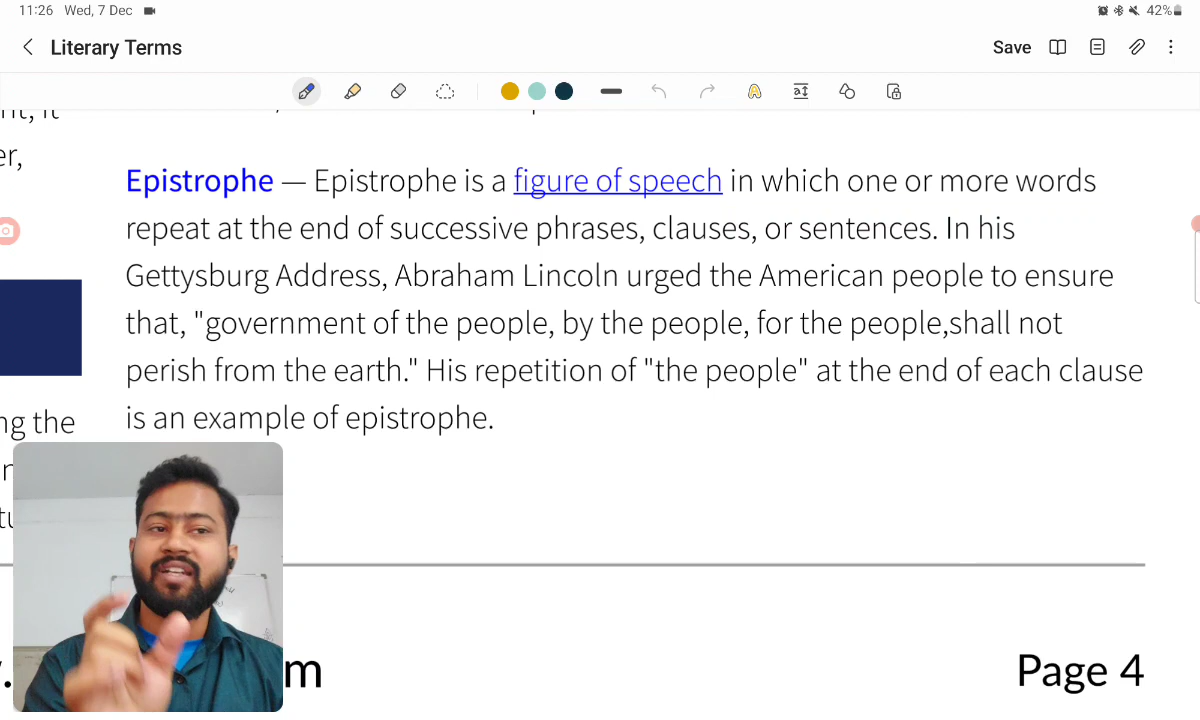 11:26 Wed, 7 Dec
42%
Literary Terms
Save
er,
Epistrophe — Epistrophe is a figure of speech in which one or more words
repeat at the end of successive phrases, clauses, or sentences. In his
Gettysburg Address, Abraham Lincoln urged the American people to ensure
that, "government of the people, by the people, for the people,shall not
perish from the earth." His repetition of "the people" at the end of each clause
ng the
is an example of epistrophe.
m
Page 4